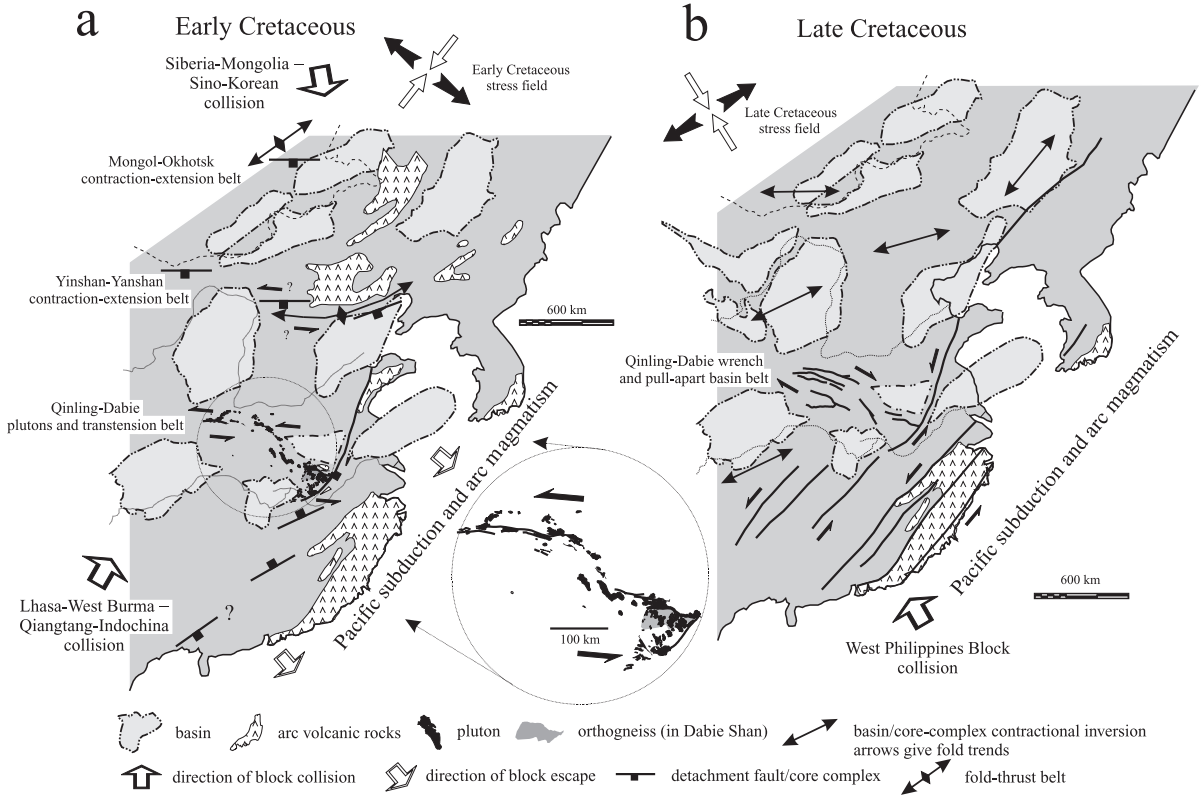 a
Early Cretaceous
Siberia-Mongolia –
Sino-Korean
collision
Early Cretaceous
stress field
Mongol-Okhotsk
contraction-extension belt
Yinshan-Yanshan
contraction-extension belt
?
?
600 km
Qinling-Dabie
plutons and transtension belt
Pacific subduction and arc magmatism
Lhasa-West Burma –
Qiangtang-Indochina
collision
?
100 km
b
Late Cretaceous
Late Cretaceous
stress field
Qinling-Dabie wrench
and pull-apart basin belt
Pacific subduction and arc magmatism
600 km
West Philippines Block
collision
basin
arc volcanic rocks
pluton
orthogneiss (in Dabie Shan)
basin/core-complex contractional inversion
arrows give fold trends
direction of block collision
direction of block escape
detachment fault/core complex
fold-thrust belt